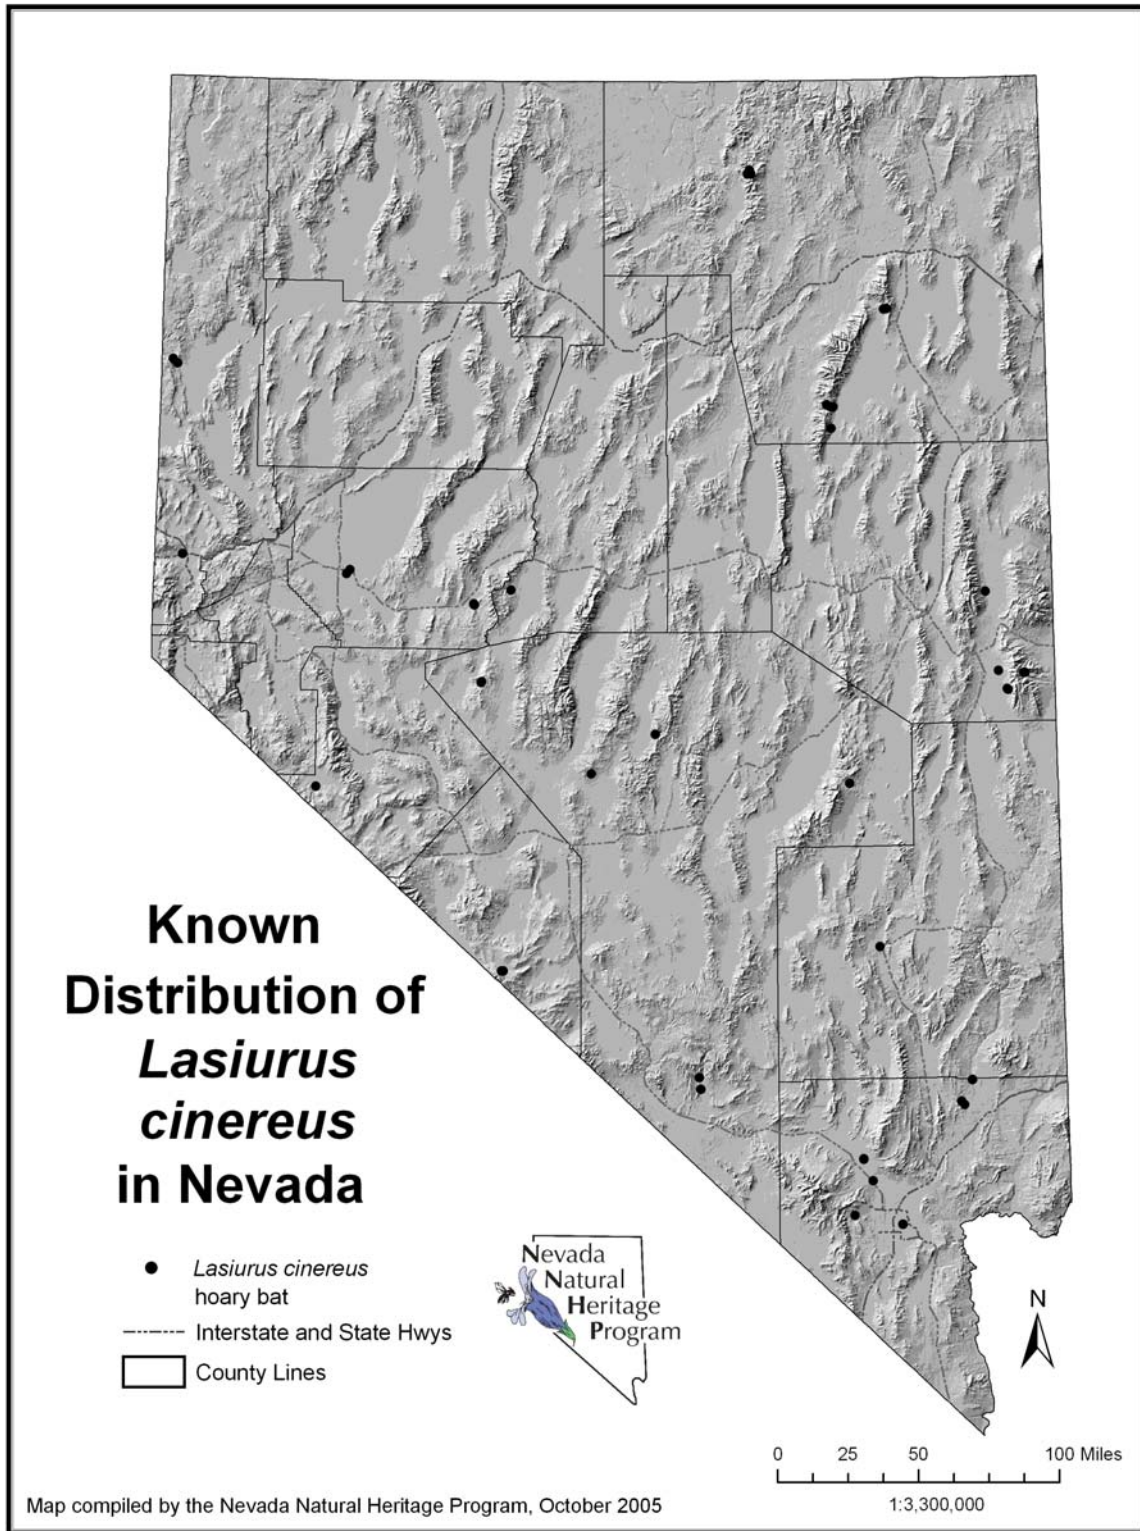 Known
Distribution of
Lasiurus
cinereus
in Nevada
Lasiurus cinereus
hoary bat
Interstate and State Hwys
County Lines
Nevada
Natural
Heritage
Program
N
0 25 50 100 Miles
1:3,300,000
Map compiled by the Nevada Natural Heritage Program, October 2005